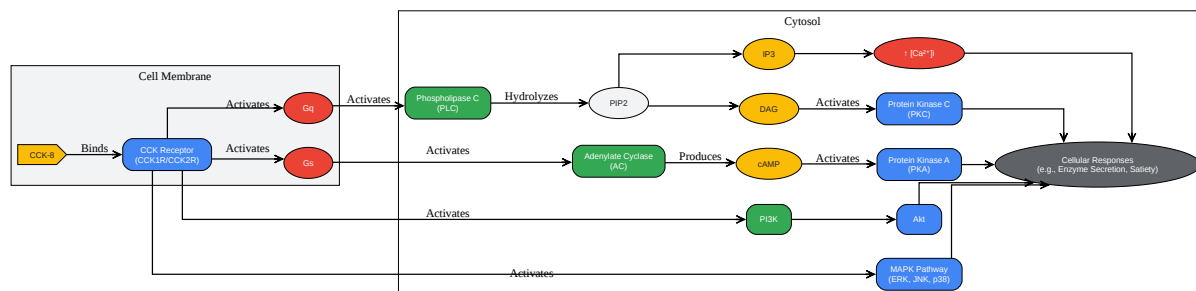 Cytosol
Cell Membrane
IP3
↑ [Ca²⁺]i
Activates
Gq
Activates
Phospholipase C
(PLC)
Hydrolyzes
PIP2
DAG
Activates
Protein Kinase C
(PKC)
CCK-8
Binds
CCK Receptor
(CCK1R/CCK2R)
Activates
Gs
Activates
Adenylate Cyclase
(AC)
Produces
cAMP
Activates
Protein Kinase A
(PKA)
Cellular Responses
(e.g., Enzyme Secretion, Satiety)
Activates
PI3K
Akt
Activates
MAPK Pathway
(ERK, JNK, p38)